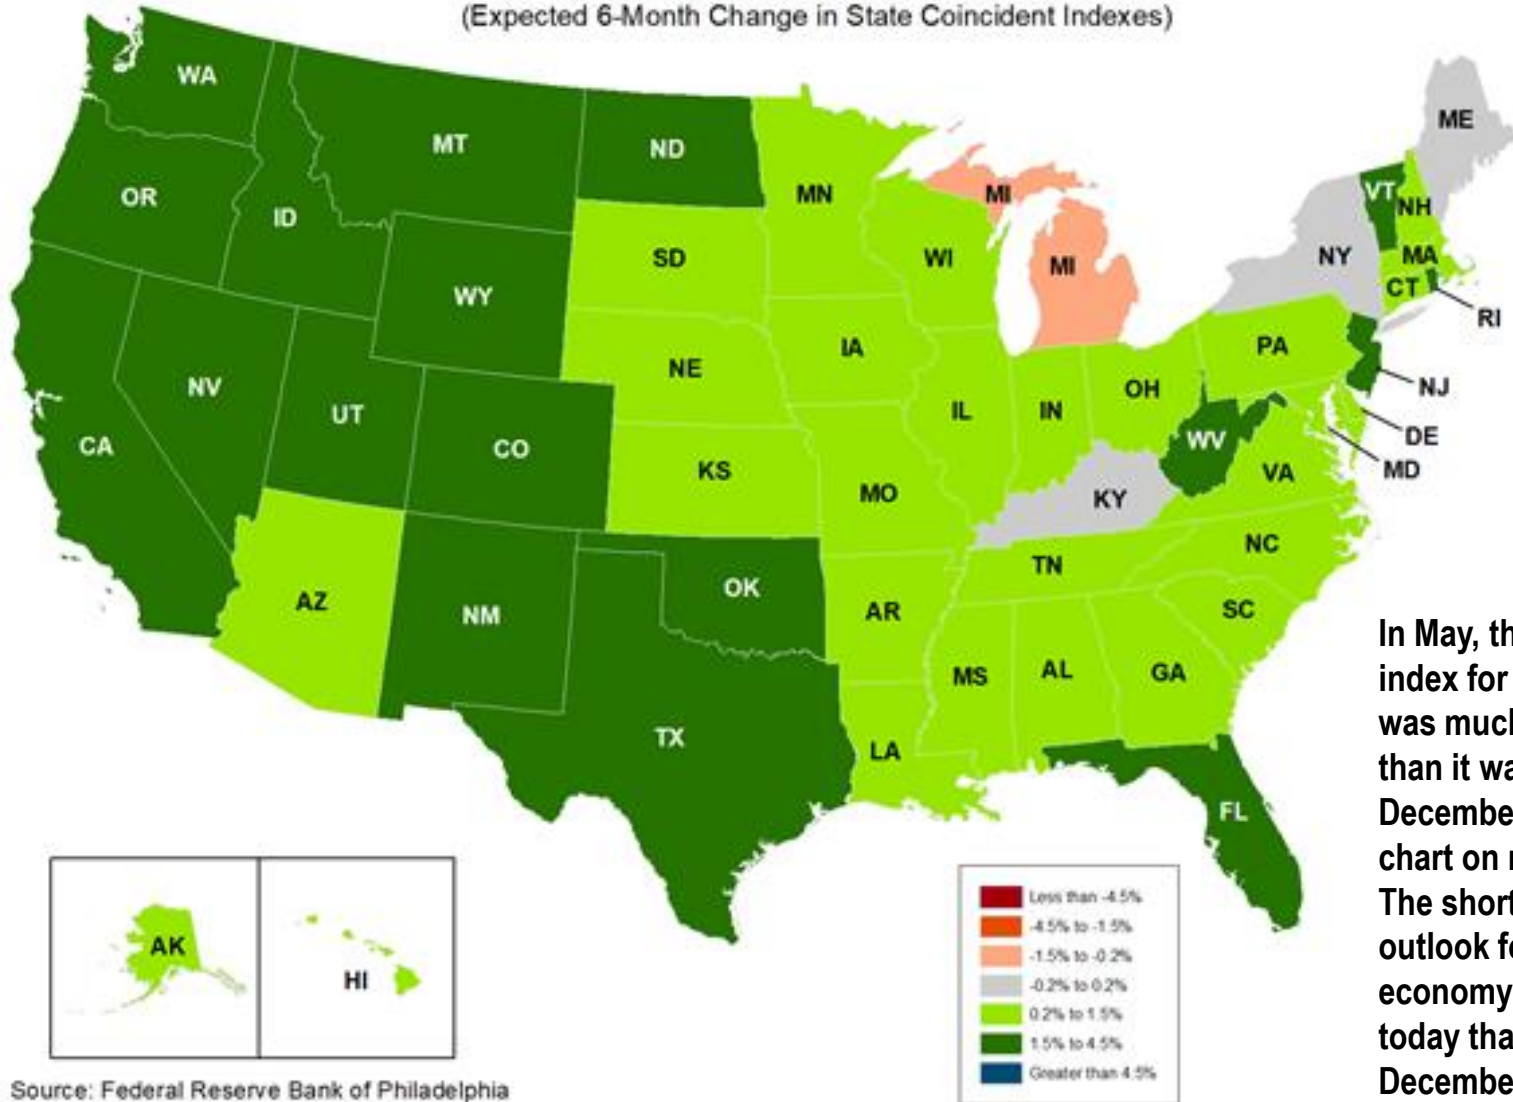 (Expected 6-Month Change in State Coincident Indexes)
WA
MT
ND
MN
OR
ID
SD
WI
MI
MI
WY
NE
IA
NV
UT
CA
CO
KS
IL
IN
OH
MO
KY
WV
VA
PA
NY
VT
NH
ME
MA
CT
RI
NJ
DE
MD
AZ
NM
OK
AR
TN
NC
SC
MS
AL
GA
TX
LA
FL
AK
HI
In May, th
index for
was much
than it wa
Decembe
chart on
The short
outlook fo
economy
today tha
Decembe
Less than -4.5%
-4.5% to -1.5%
-1.5% to -0.2%
-0.2% to 0.2%
0.2% to 1.5%
1.5% to 4.5%
Greater than 4.5%
Source: Federal Reserve Bank of Philadelphia